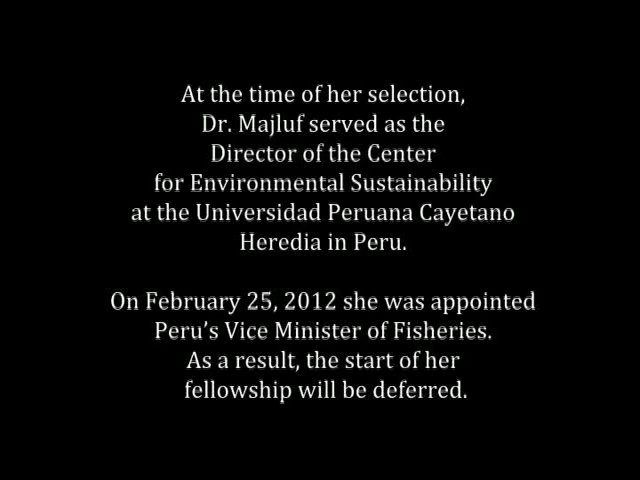 At the time of her selection,
Dr. Majluf served as the
Director of the Center
for Environmental Sustainability
at the Universidad Peruana Cayetano
Heredia in Peru.
On February 25, 2012 she was appointed
Peru’s Vice Minister of Fisheries.
As a result, the start of her
fellowship will be deferred.